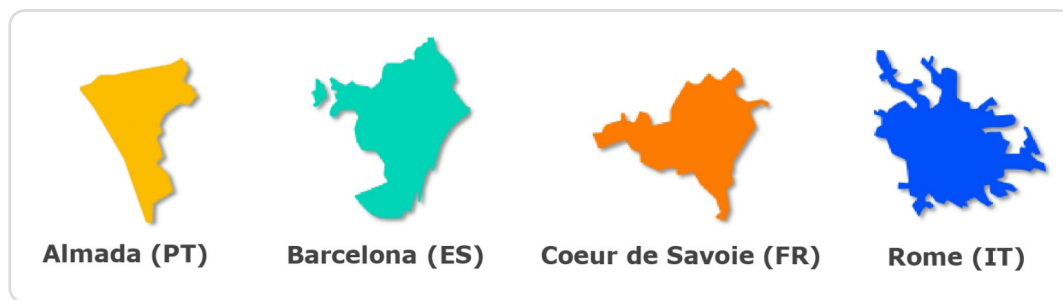 Almada (PT)
Barcelona (ES)
Coeur de Savoie (FR)
Rome (IT)